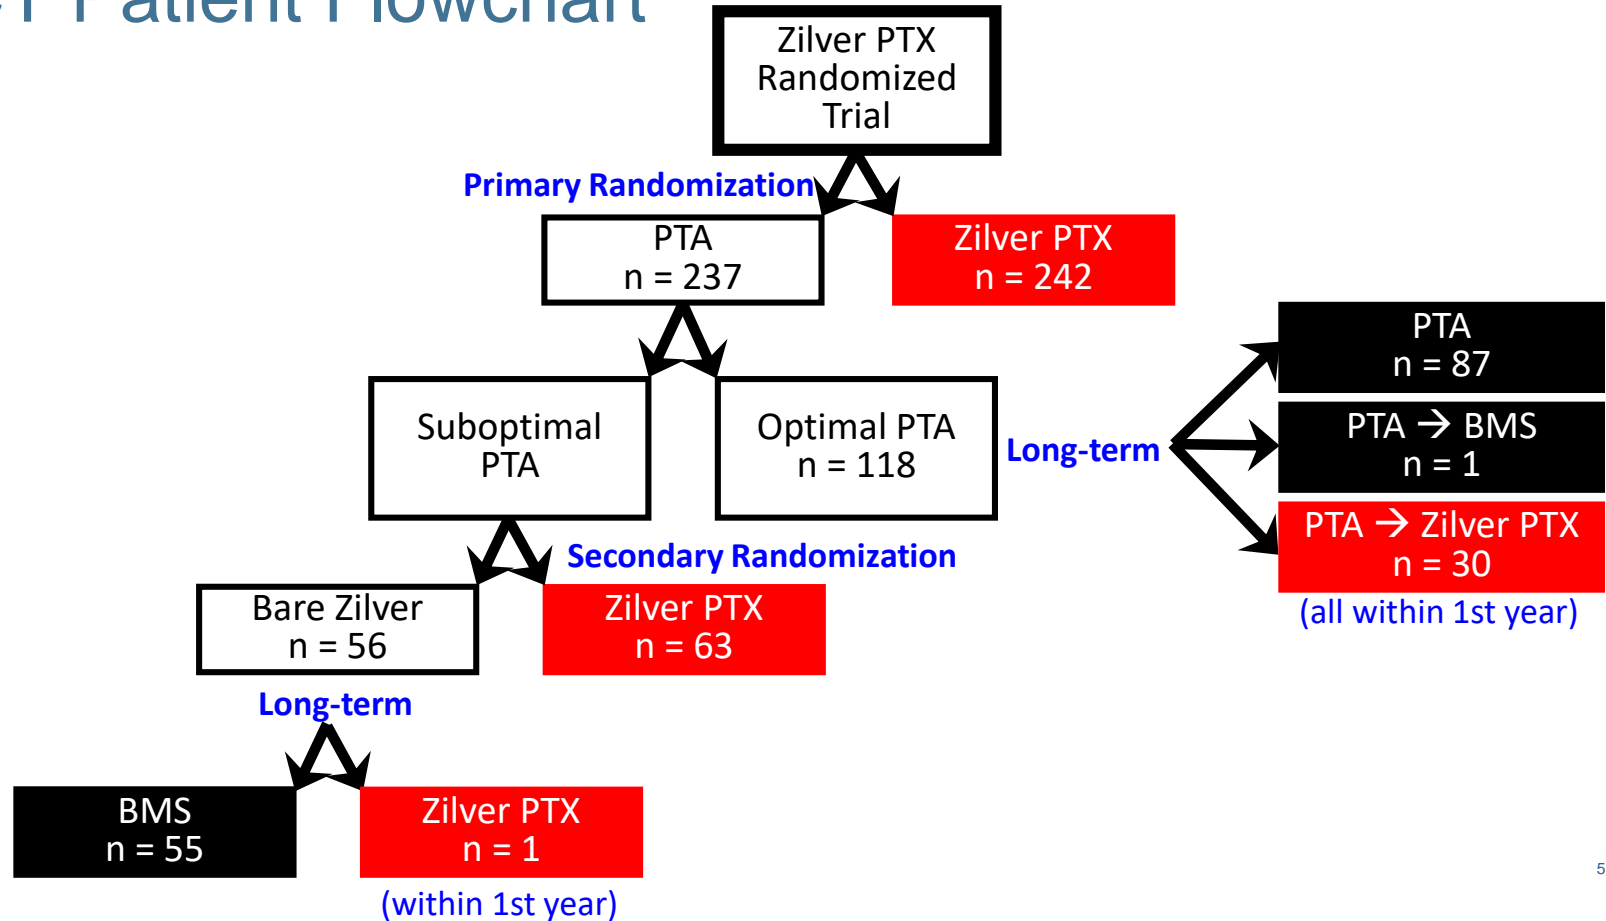 Patient Flowchart
Zilver PTX
Randomized
Trial
Primary Randomization
PTA
n = 237
Zilver PTX
n = 242
PTA
n = 87
Suboptimal
PTA
Optimal PTA
n = 118
Long-term
PTA → BMS
n = 1
PTA → Zilver PTX
n = 30
(all within 1st year)
Secondary Randomization
Bare Zilver
n = 56
Zilver PTX
n = 63
Long-term
BMS
n = 55
Zilver PTX
n = 1
(within 1st year)
5